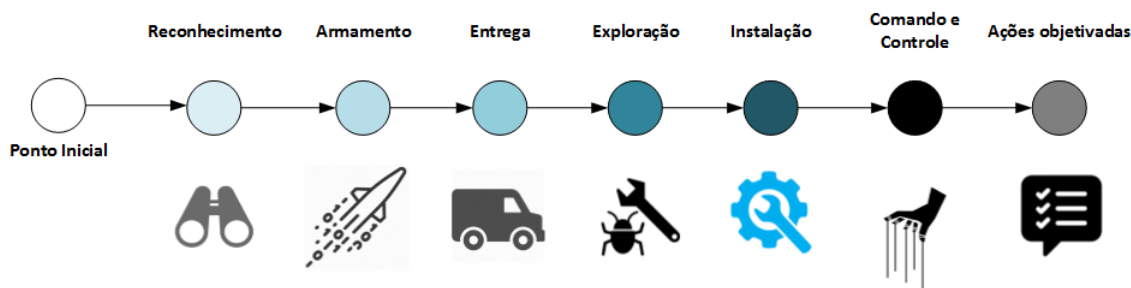 Reconhecimento
Armamento
Entrega
Exploração
Instalação
Comando e
Controle
Ações objetivadas
Ponto Inicial